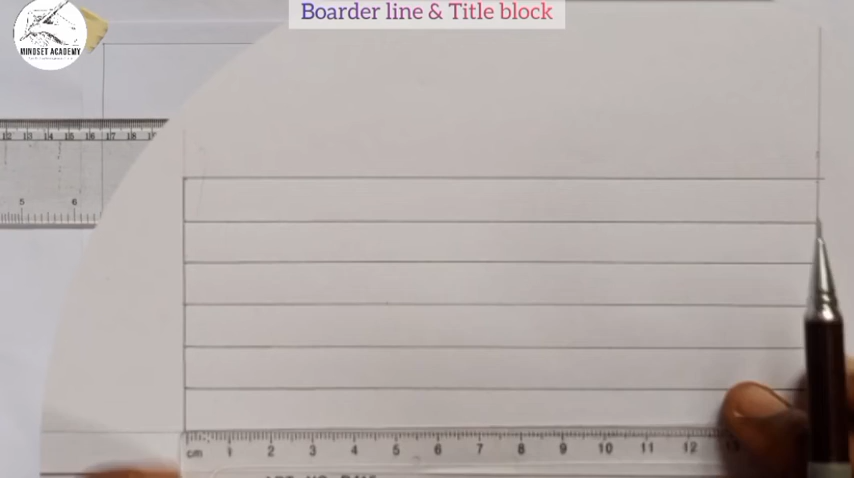 Boarder line & Title block
MINDSET ACADEMY
12 13 14 15 16 17 18
5 6
cm 1 2 3 4 5 6 7 8 9 10 11 12 13